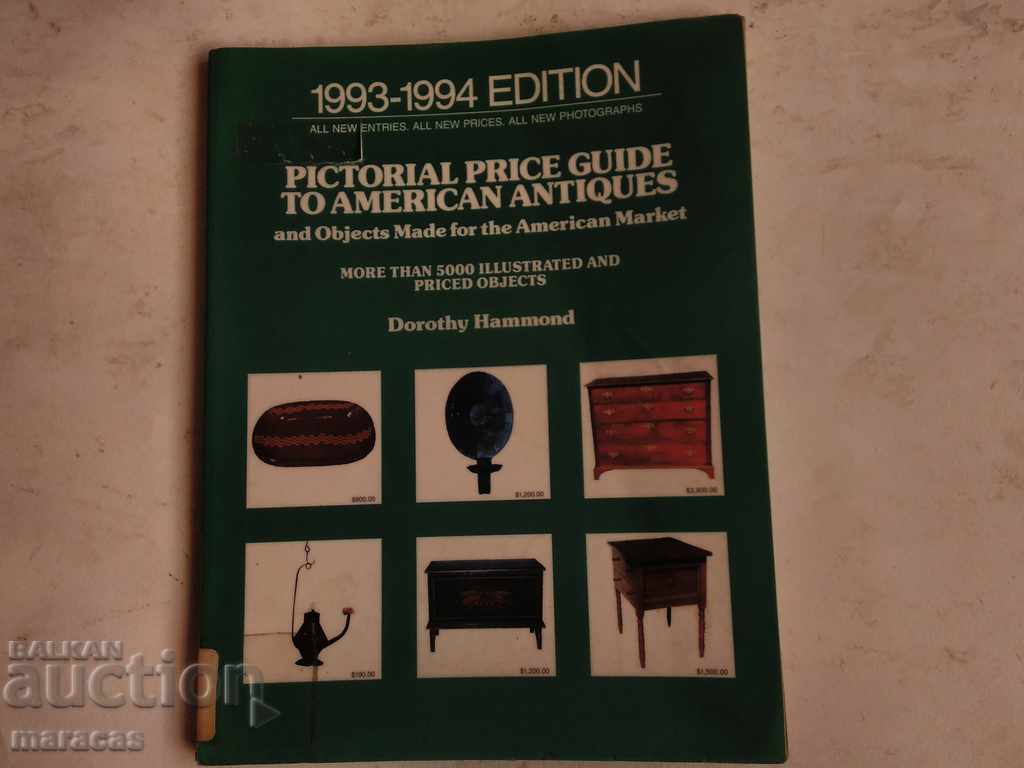 1993-1994 EDITION
ALL NEW ENTRIES. ALL NEW PRICES. ALL NEW PHOTOGRAPHS
PICTORIAL PRICE GUIDE
TO AMERICAN ANTIQUES
and Objects Made for the American Market
MORE THAN 5000 ILLUSTRATED AND
PRICED OBJECTS
Dorothy Hammond
$1,200.00
$190.00
$1,200.00
$1,500.00
BALKAN
auction
maracas